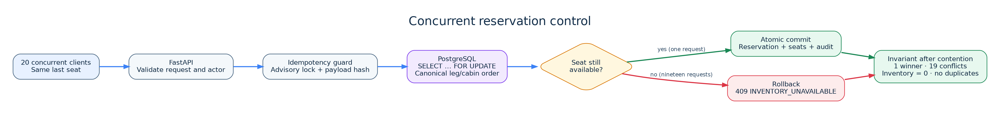 Concurrent reservation control
20 concurrent clients
Same last seat
FastAPI
Validate request and actor
Idempotency guard
Advisory lock + payload hash
PostgreSQL
SELECT ... FOR UPDATE
Canonical leg/cabin order
Seat still
available?
yes (one request)
no (nineteen requests)
Atomic commit
Reservation + seats + audit
Rollback
409 INVENTORY_UNAVAILABLE
Invariant after contention
1 winner · 19 conflicts
Inventory = 0 · no duplicates